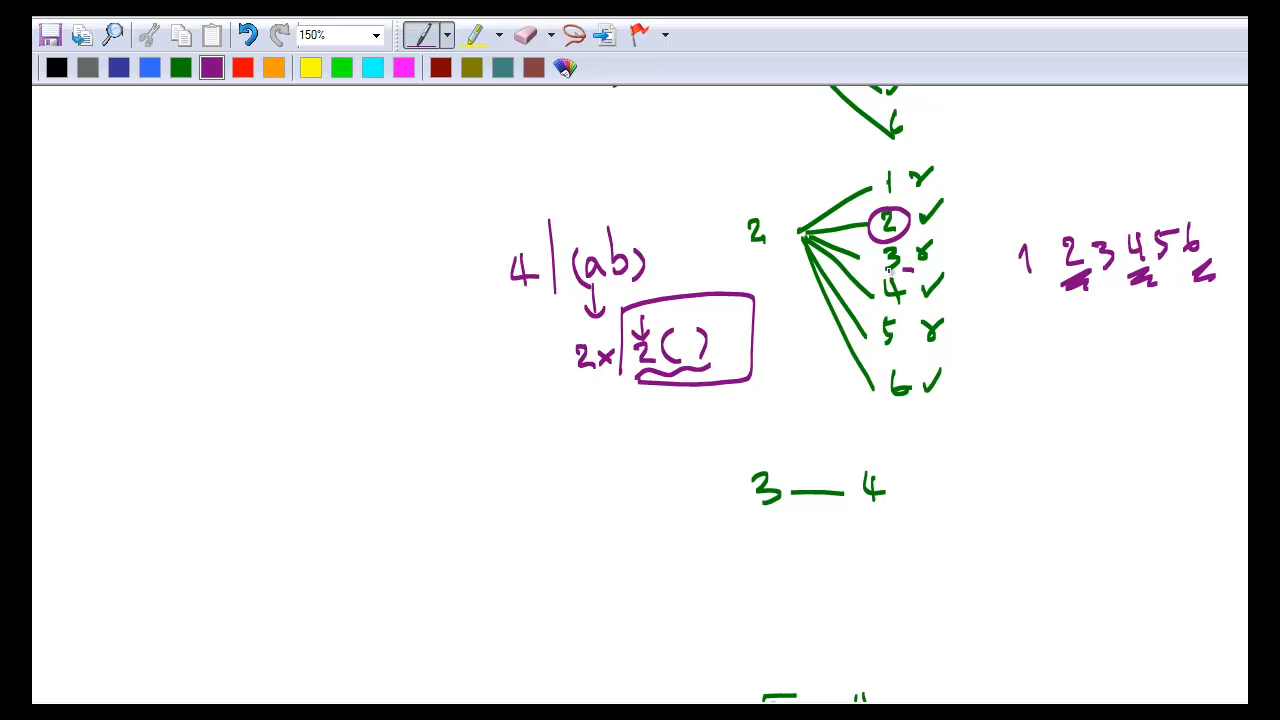 150%
6
1 ×
2 2 ✓
3 ×
4 | (ab)
4 ✓
1 2 3 4 5 6
2× 2( )
5 ×
6 ✓
3 — 4